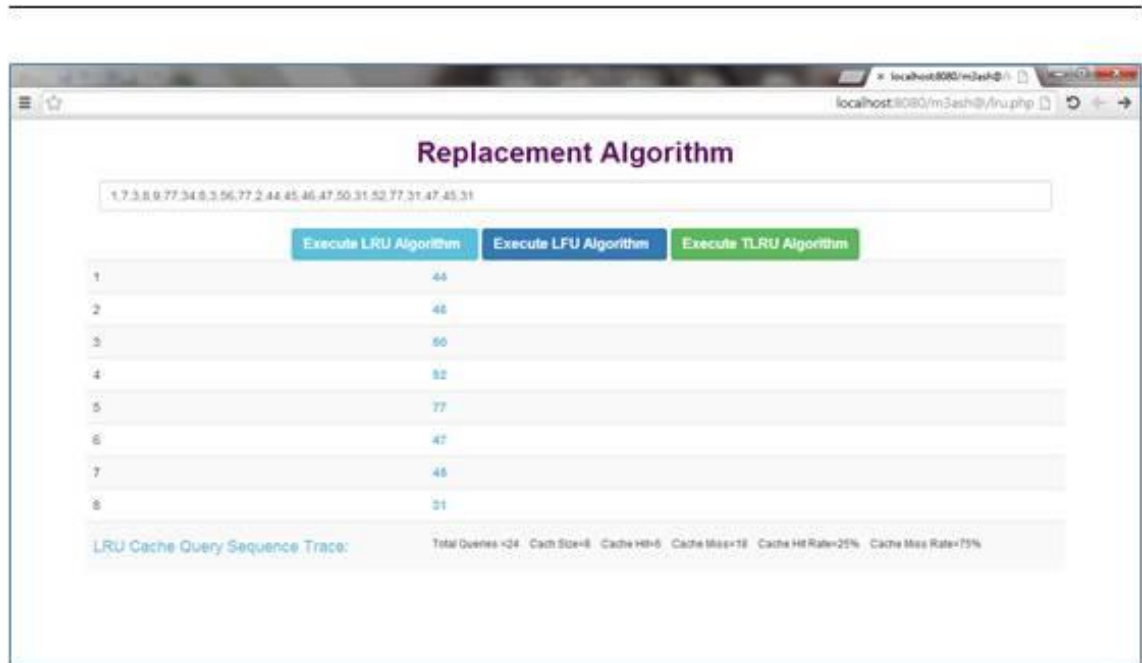 localhost:8080/m3ash@/
localhost:8080/m3ash@/lru.php
Replacement Algorithm
1,7,3,8,9,77,34,8,3,56,77,2,44,45,46,47,50,31,52,77,31,47,45,31
Execute LRU Algorithm Execute LFU Algorithm Execute TLRU Algorithm
1 44
2 46
3 50
4 52
5 77
6 47
7 45
8 31
LRU Cache Query Sequence Trace: Total Queries =24 Cach Size=8 Cache Hit=6 Cache Miss=18 Cache Hit Rate=25% Cache Miss Rate=75%